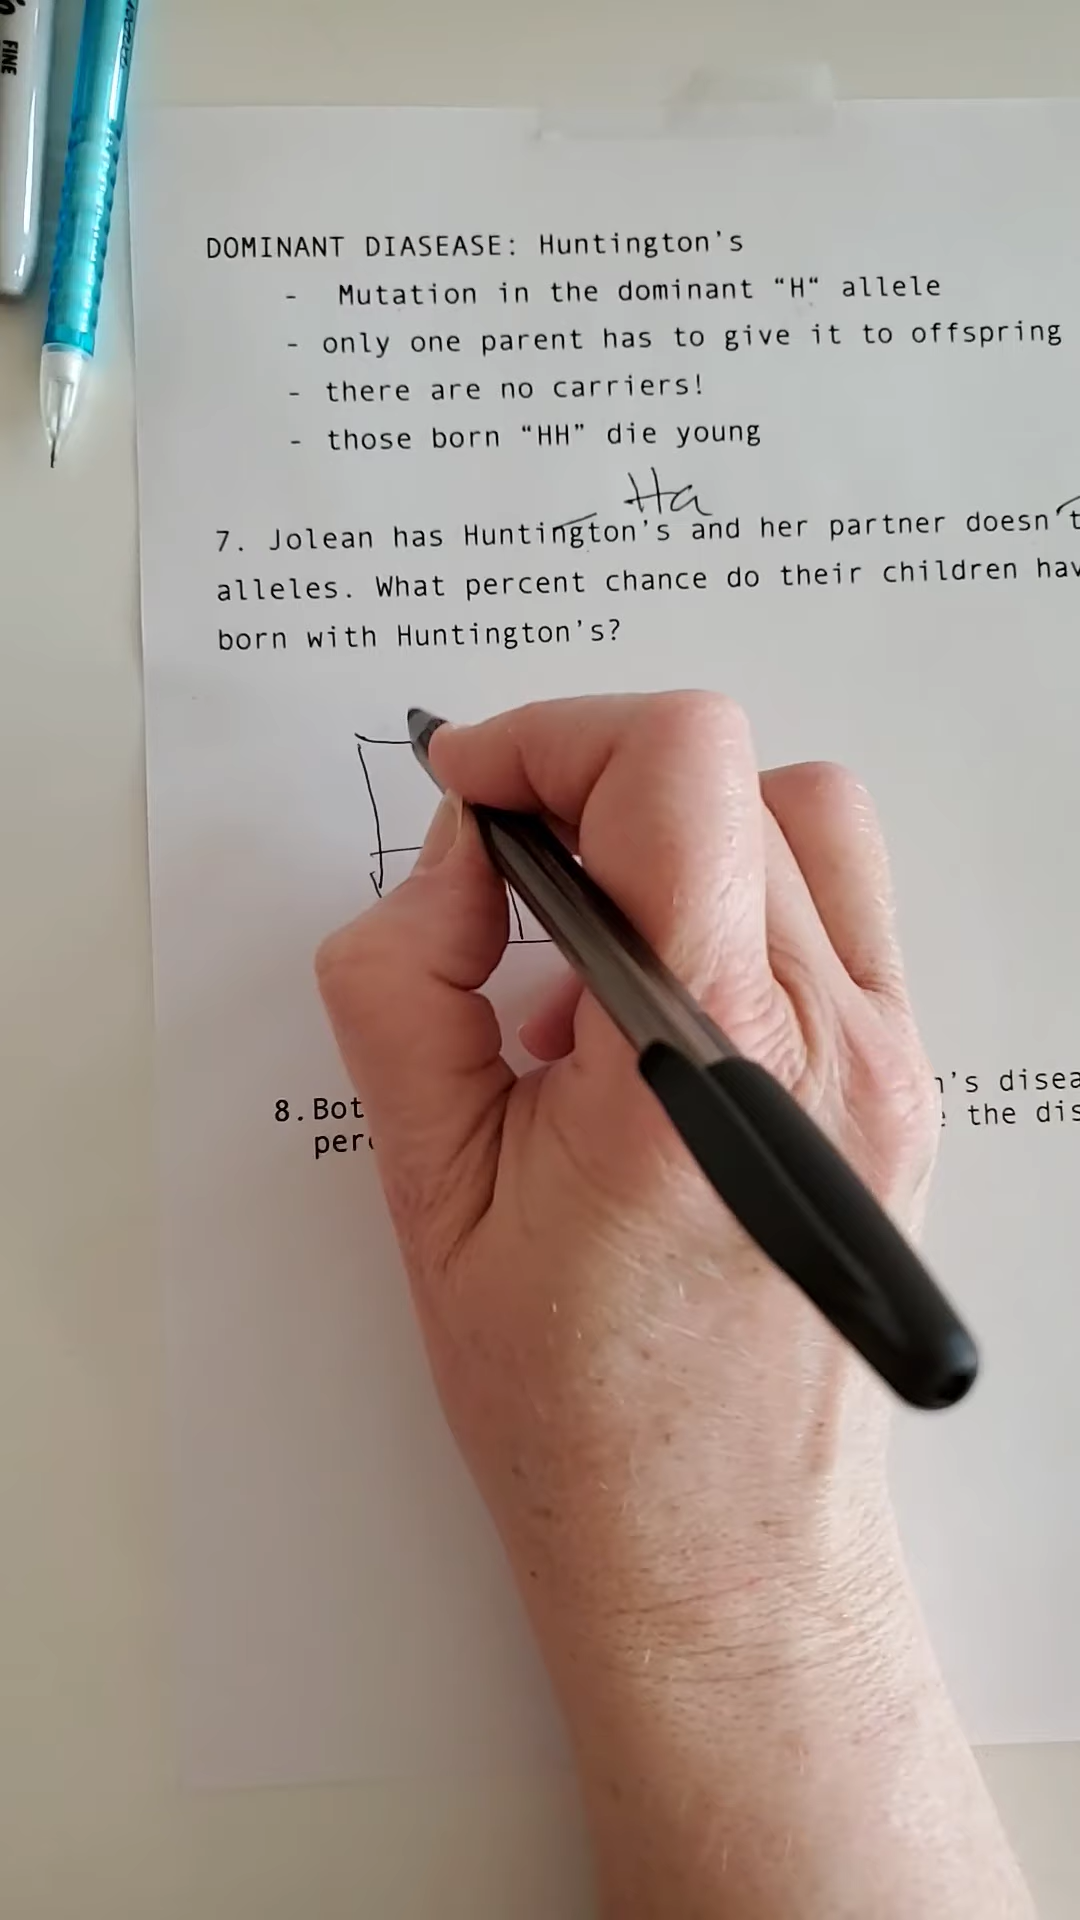 FINE
DOMINANT DIASEASE: Huntington's
- Mutation in the dominant “H“ allele
- only one parent has to give it to offspring
- there are no carriers!
- those born “HH” die young
Ha
7. Jolean has Huntington's and her partner doesn't
alleles. What percent chance do their children hav
born with Huntington's?
8. Bot 's disea
per the dis